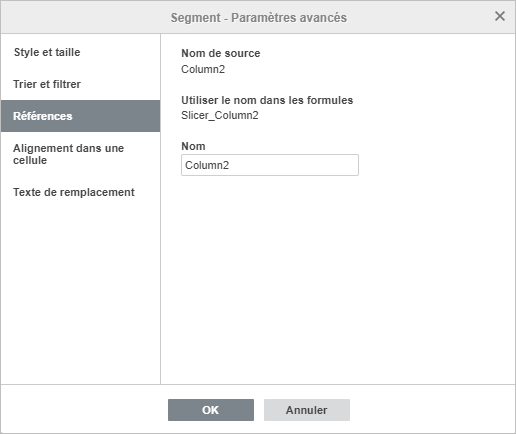 Segment - Paramètres avancés
Style et taille
Trier et filtrer
Références
Alignement dans une
cellule
Texte de remplacement
Nom de source
Column2
Utiliser le nom dans les formules
Slicer_Column2
Nom
Column2
OK
Annuler